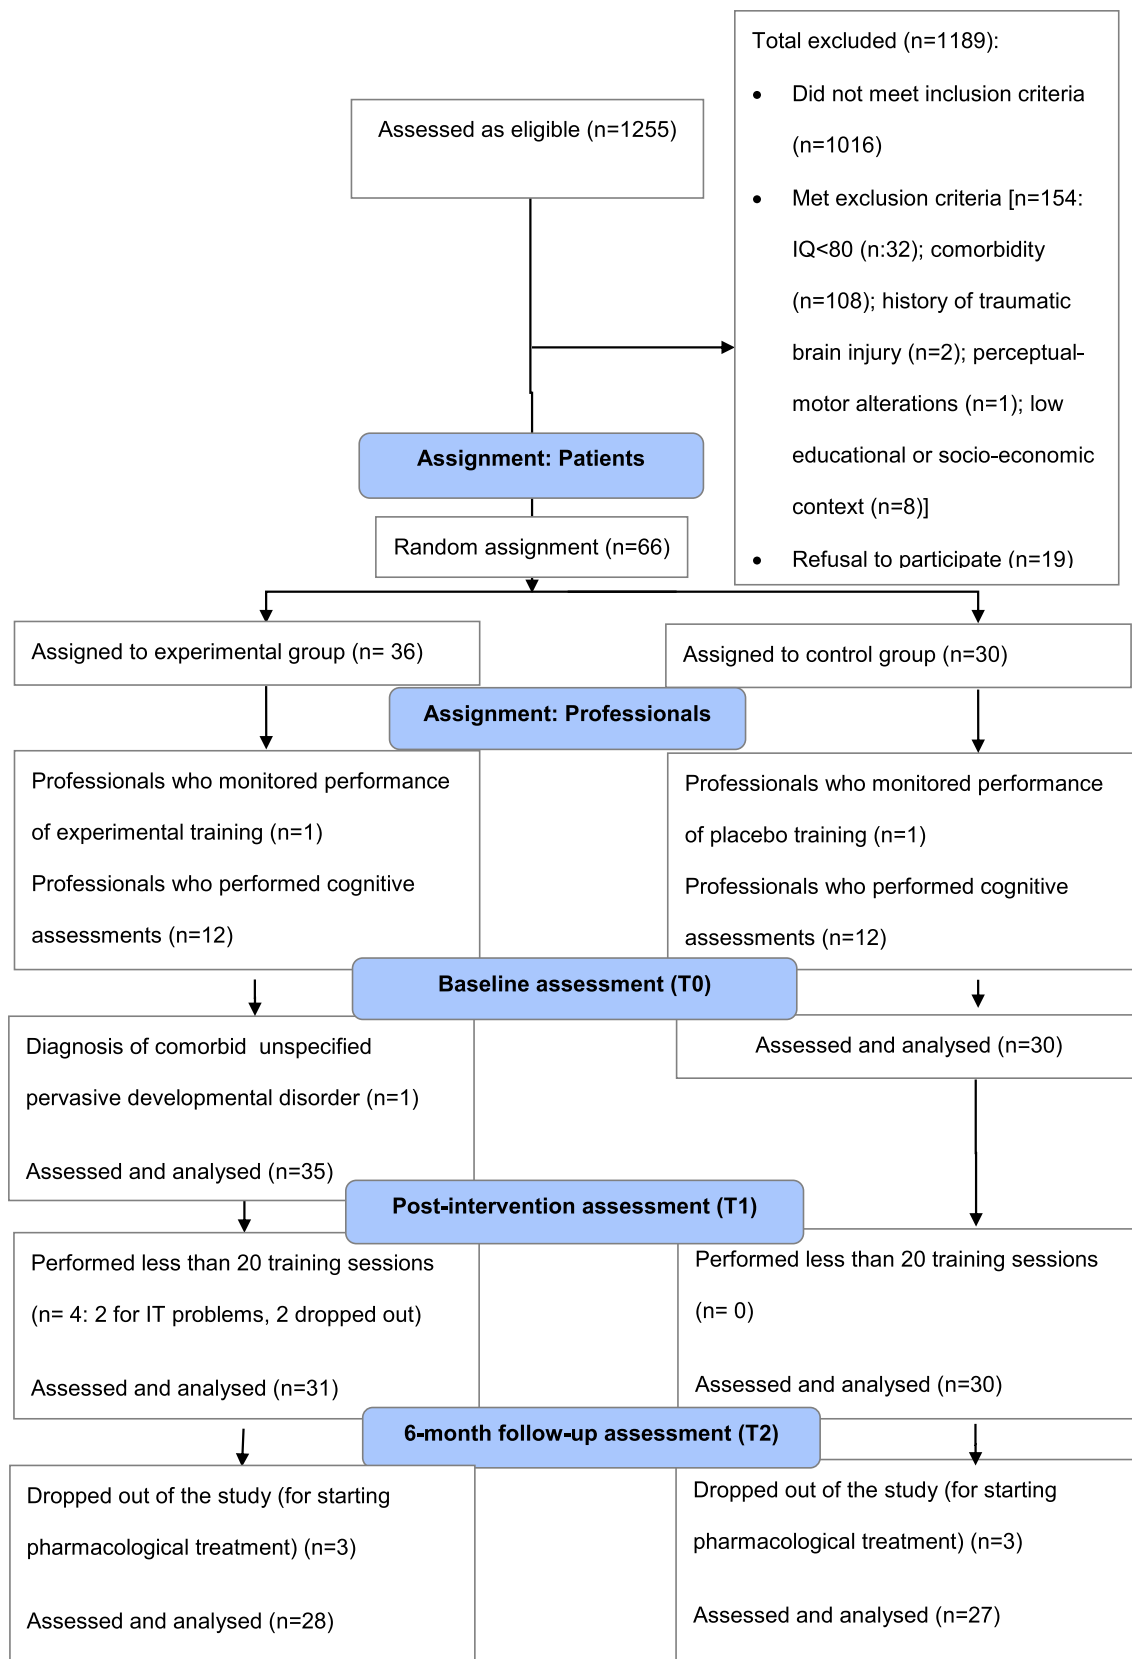 Total excluded (n=1189):
• Did not meet inclusion criteria
(n=1016)
• Met exclusion criteria [n=154:
IQ<80 (n:32); comorbidity
(n=108); history of traumatic
brain injury (n=2); perceptual-
motor alterations (n=1); low
educational or socio-economic
context (n=8)]
• Refusal to participate (n=19)
Assessed as eligible (n=1255)
Assignment: Patients
Random assignment (n=66)
Assigned to experimental group (n= 36)
Assigned to control group (n=30)
Assignment: Professionals
Professionals who monitored performance
of experimental training (n=1)
Professionals who performed cognitive
assessments (n=12)
Professionals who monitored performance
of placebo training (n=1)
Professionals who performed cognitive
assessments (n=12)
Baseline assessment (T0)
Diagnosis of comorbid unspecified
pervasive developmental disorder (n=1)
Assessed and analysed (n=35)
Assessed and analysed (n=30)
Post-intervention assessment (T1)
Performed less than 20 training sessions
(n= 4: 2 for IT problems, 2 dropped out)
Assessed and analysed (n=31)
Performed less than 20 training sessions
(n= 0)
Assessed and analysed (n=30)
6-month follow-up assessment (T2)
Dropped out of the study (for starting
pharmacological treatment) (n=3)
Assessed and analysed (n=28)
Dropped out of the study (for starting
pharmacological treatment) (n=3)
Assessed and analysed (n=27)